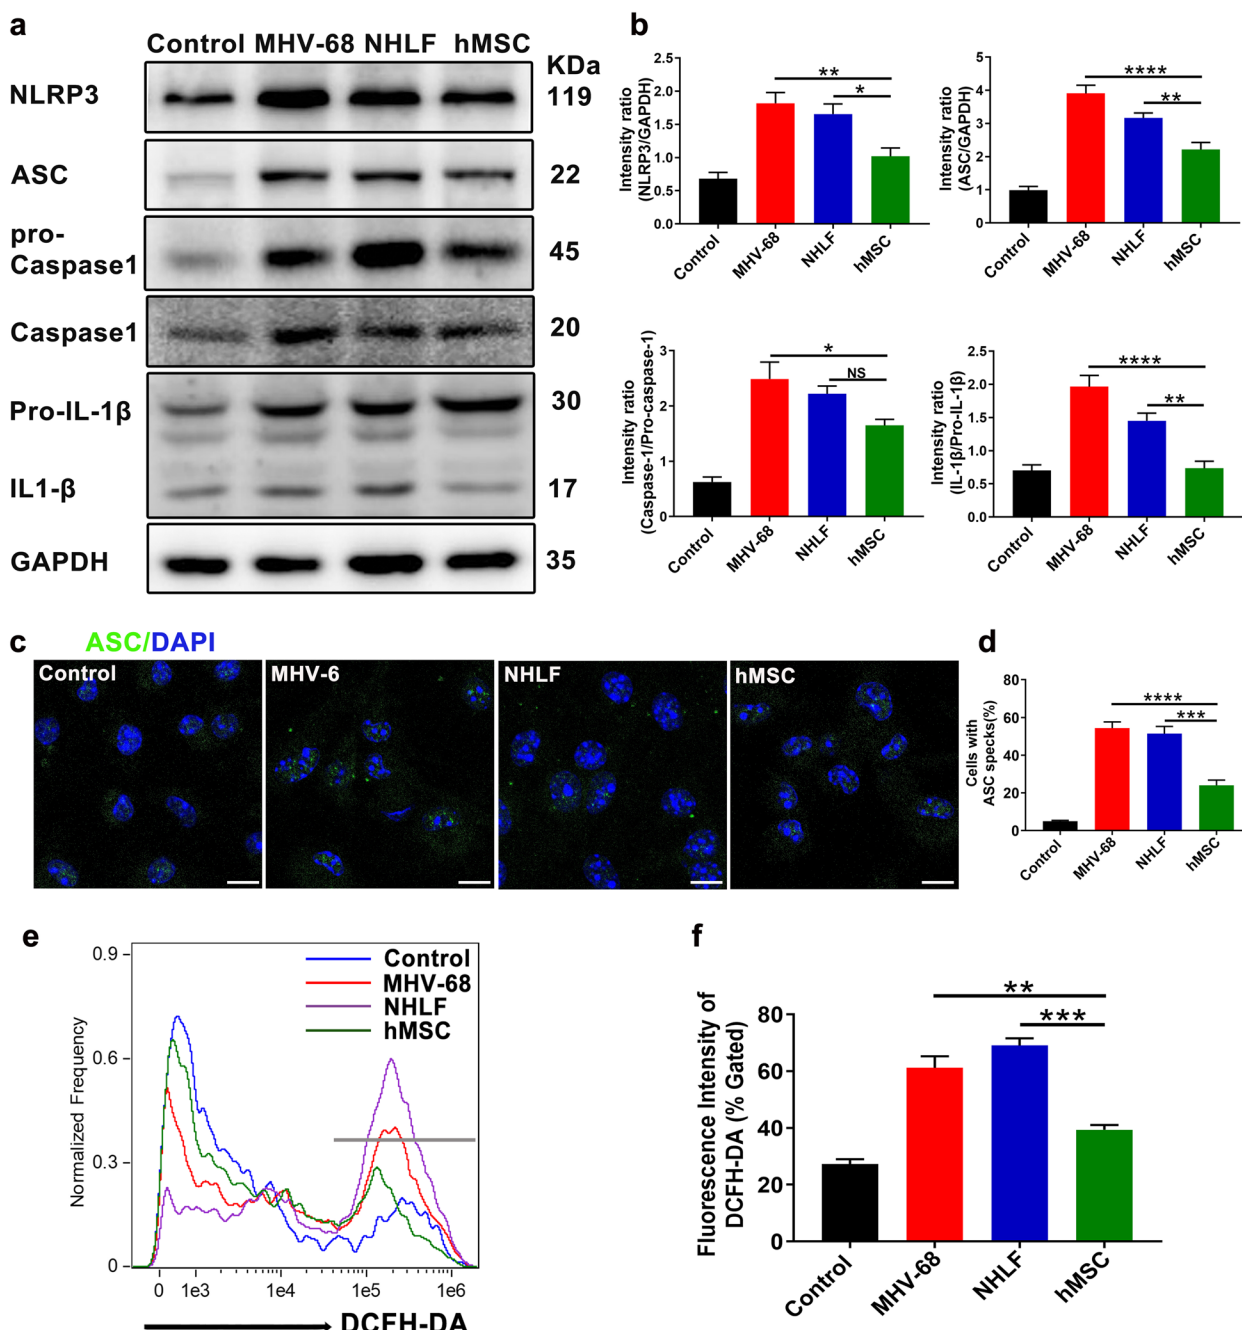 a
Control MHV-68 NHLF hMSC
KDa
NLRP3
119
ASC
22
pro-
Caspase1
45
Caspase1
20
Pro-IL-1β
30
IL1-β
17
GAPDH
35
b
Intensity ratio
(NLRP3/GAPDH)
2.5
2.0
1.5
1.0
0.5
0.0
**
*
Control
MHV-68
NHLF
hMSC
Intensity ratio
(ASC/GAPDH)
5
4
3
2
1
0
****
**
Control
MHV-68
NHLF
hMSC
Intensity ratio
(Caspase-1/Pro-caspase-1)
3
2
1
0
*
NS
Control
MHV-68
NHLF
hMSC
Intensity ratio
(IL-1β/Pro-IL-1β)
2.5
2.0
1.5
1.0
0.5
0.0
****
**
Control
MHV-68
NHLF
hMSC
c
ASC/DAPI
Control
MHV-6
NHLF
hMSC
d
Cells with
ASC specks(%)
80
60
40
20
0
****
***
Control
MHV-68
NHLF
hMSC
e
Normalized Frequency
0.9
0.6
0.3
0
Control
MHV-68
NHLF
hMSC
0 1e3 1e4 1e5 1e6
DCFH-DA
f
Fluorescence Intensity of
DCFH-DA (% Gated)
80
60
40
20
0
**
***
Control
MHV-68
NHLF
hMSC